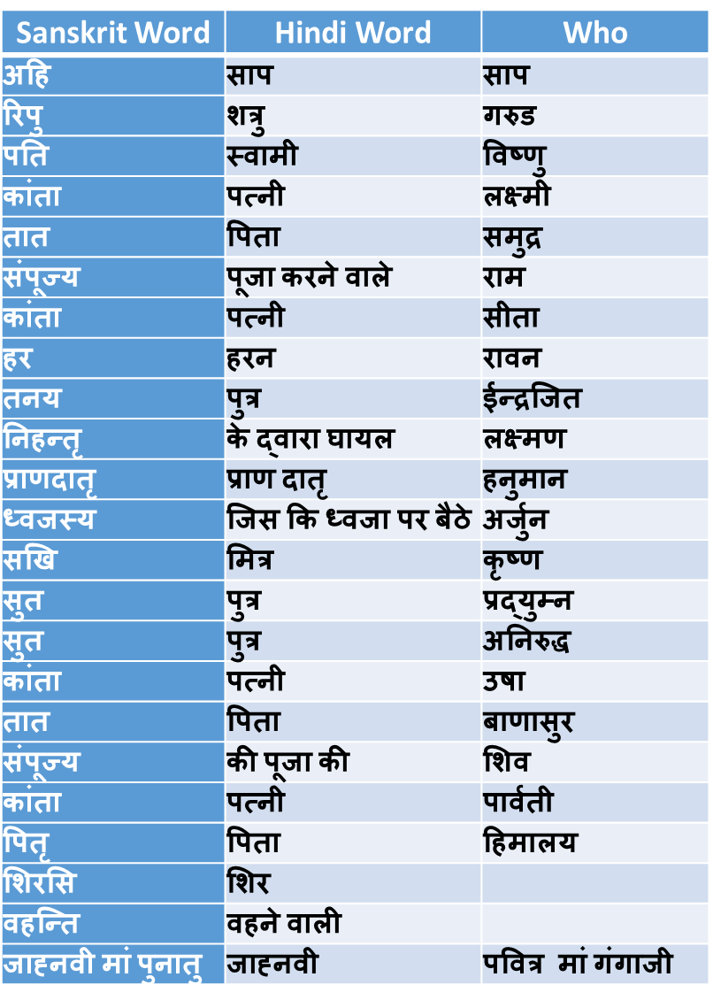 Sanskrit Word Hindi Word Who
अहि साप साप
रिपु शत्रु गरुड
पति स्वामी विष्णु
कांता पत्नी लक्ष्मी
तात पिता समुद्र
संपूज्य पूजा करने वाले राम
कांता पत्नी सीता
हर हरन रावन
तनय पुत्र ईन्द्रजित
निहन्तृ के द्वारा घायल लक्ष्मण
प्राणदातृ प्राण दातृ हनुमान
ध्वजस्य जिस कि ध्वजा पर बैठे अर्जुन
सखि मित्र कृष्ण
सुत पुत्र प्रद्युम्न
सुत पुत्र अनिरुद्ध
कांता पत्नी उषा
तात पिता बाणासुर
संपूज्य की पूजा की शिव
कांता पत्नी पार्वती
पितृ पिता हिमालय
शिरसि शिर
वहन्ति वहने वाली
जाह्नवी मां पुनातु जाह्नवी पवित्र मां गंगाजी